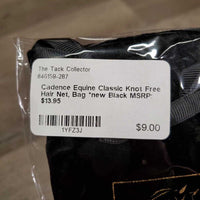 The Tack Collector
845150-287
Cadence Equine Classic Knot Free
Hair Net, Bag *new Black MSRP:
$13.95
1YFZ3J
$9.00